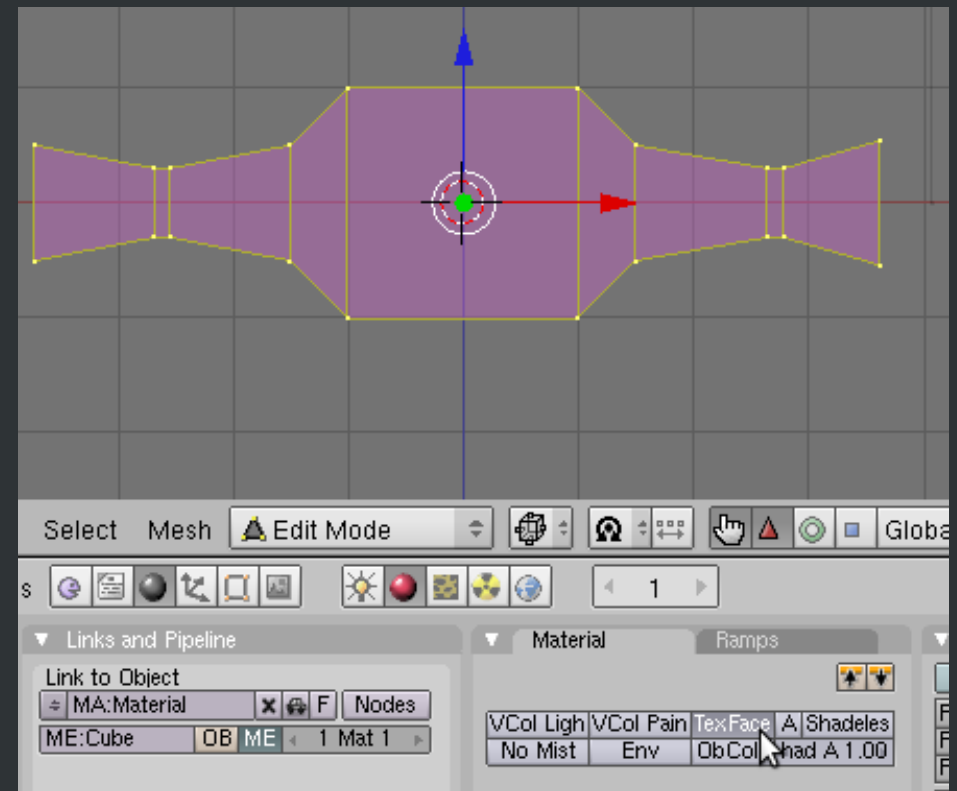 Select Mesh Edit Mode Globa
s 1
Links and Pipeline Material Ramps
Link to Object
MA:Material F Nodes
ME:Cube OB ME 1 Mat 1
VCol Ligh VCol Pain TexFace A Shadeles
No Mist Env ObCol A 1.00
F
F
F